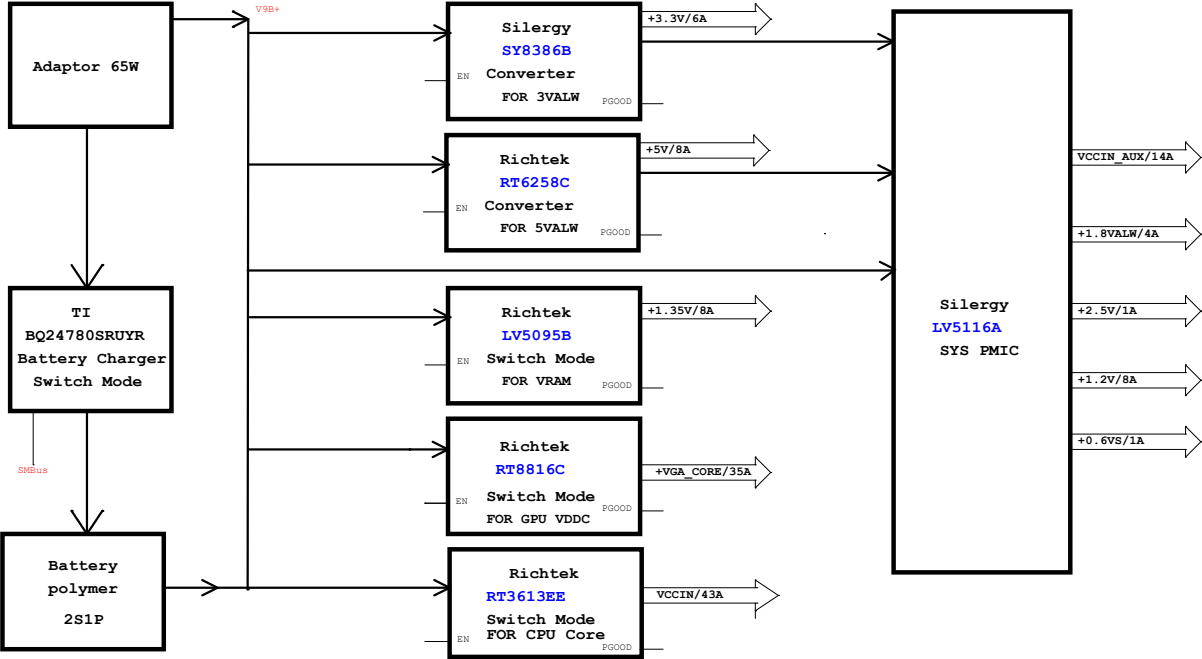 Adaptor 65W
V9B+
Silergy
SY8386B
EN
Converter
FOR 3VALW
PGOOD
+3.3V/6A
Richtek
RT6258C
EN
Converter
FOR 5VALW
PGOOD
+5V/8A
TI
BQ24780SRUYR
Battery Charger
Switch Mode
SMBus
Richtek
LV5095B
EN
Switch Mode
FOR VRAM
PGOOD
+1.35V/8A
Richtek
RT8816C
EN
Switch Mode
FOR GPU VDDC
PGOOD
+VGA_CORE/35A
Battery
polymer
2S1P
Richtek
RT3613EE
EN
Switch Mode
FOR CPU Core
PGOOD
VCCIN/43A
Silergy
LV5116A
SYS PMIC
VCCIN_AUX/14A
+1.8VALW/4A
+2.5V/1A
+1.2V/8A
+0.6VS/1A